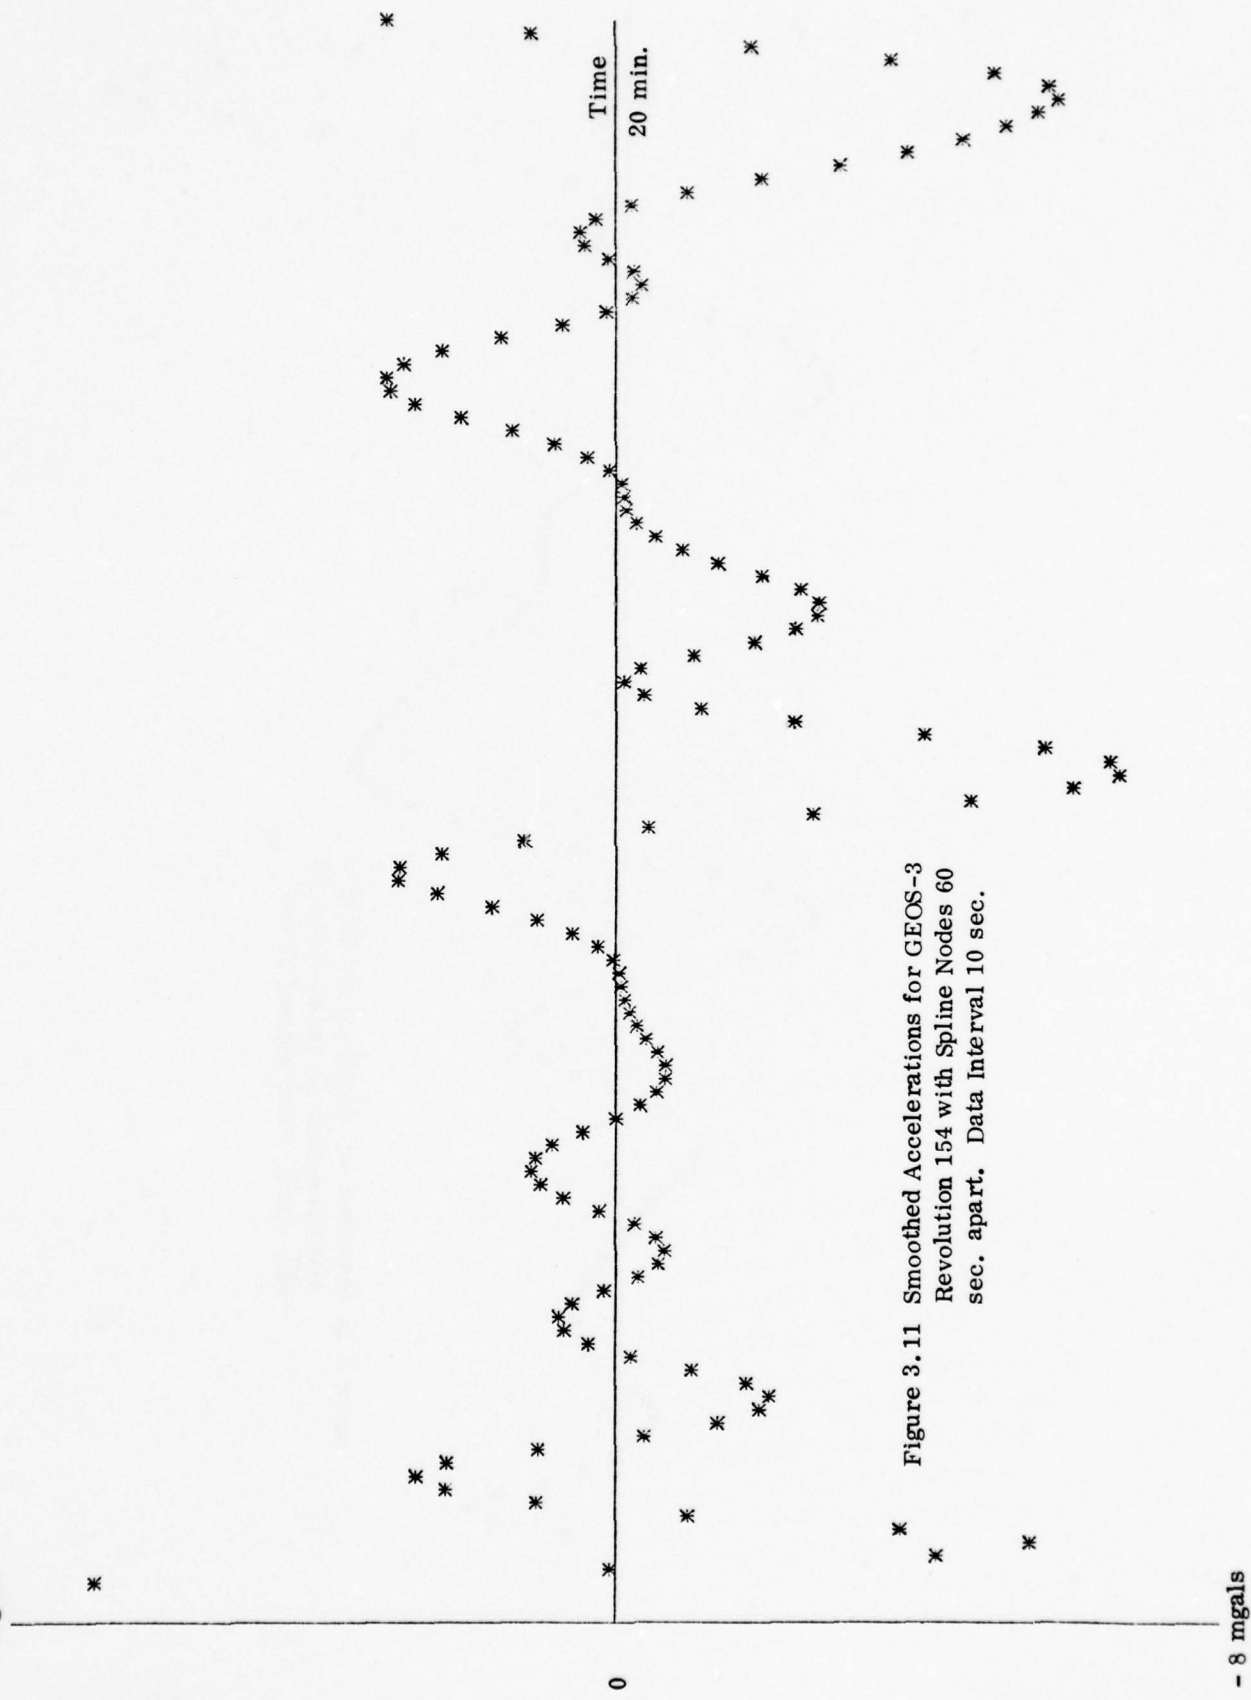 Time
20 min.
0
- 8 mgals
Figure 3.11 Smoothed Accelerations for GEOS-3
Revolution 154 with Spline Nodes 60
sec. apart. Data Interval 10 sec.